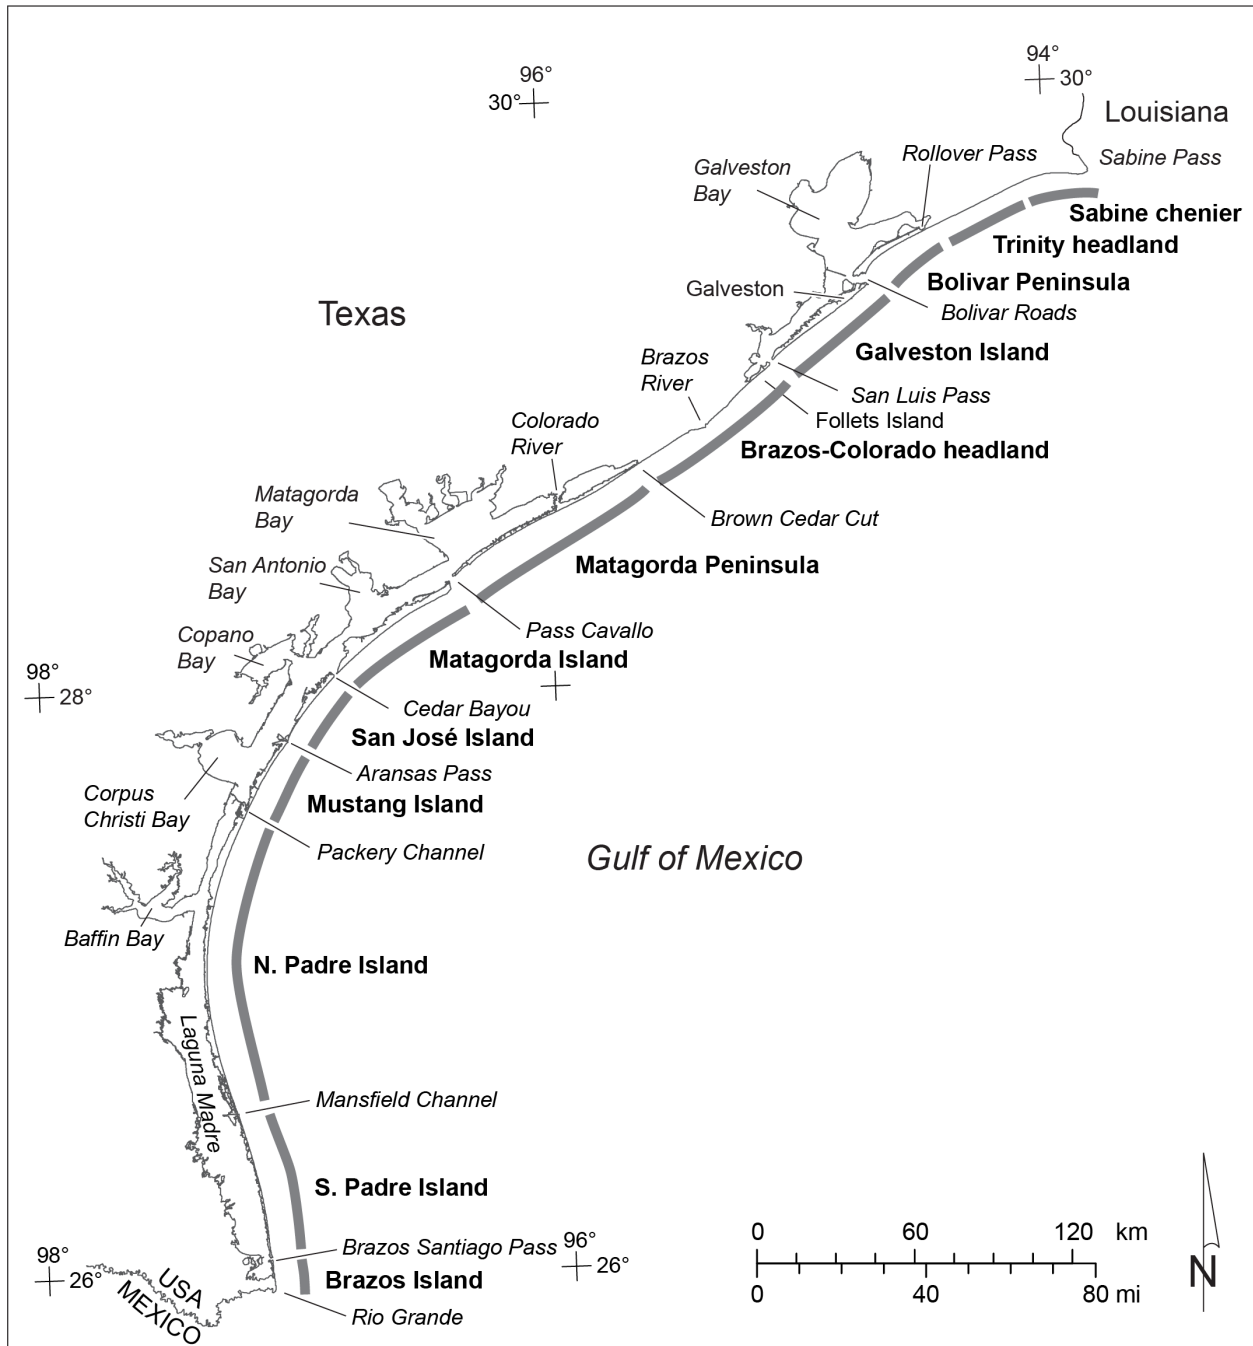 94°
30°
96°
30°
Louisiana
Rollover Pass
Sabine Pass
Galveston
Bay
Sabine chenier
Trinity headland
Bolivar Peninsula
Galveston
Bolivar Roads
Texas
Galveston Island
Brazos
River
San Luis Pass
Follets Island
Colorado
River
Brazos-Colorado headland
Matagorda
Bay
Brown Cedar Cut
San Antonio
Bay
Matagorda Peninsula
Copano
Bay
Pass Cavallo
Matagorda Island
98°
28°
Cedar Bayou
San José Island
Aransas Pass
Corpus
Christi Bay
Mustang Island
Packery Channel
Gulf of Mexico
Baffin Bay
N. Padre Island
Laguna Madre
Mansfield Channel
S. Padre Island
Brazos Santiago Pass
96°
26°
98°
26°
USA
MEXICO
Brazos Island
Rio Grande
0 60 120 km
0 40 80 mi
N